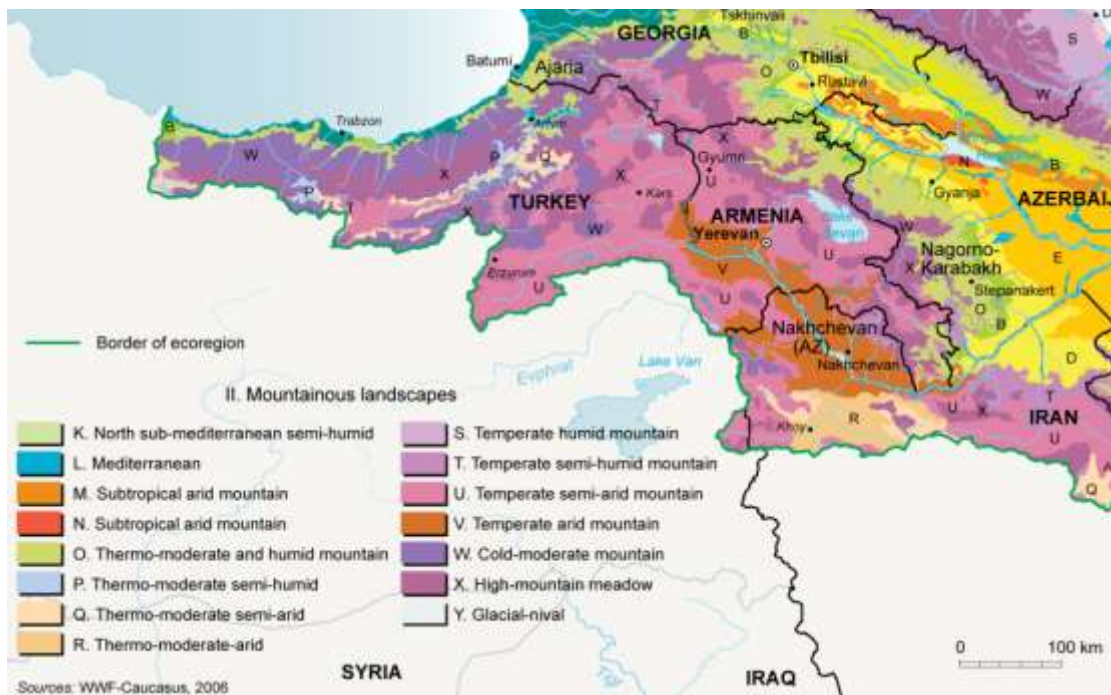 Tskhinvali
GEORGIA
B
S
Batumi
Ajaria
Tbilisi
O
Rustavi
W
T
Trabzon
Artvin
B
W
P
Q
X
X
X
Gyumri
U
N
B
P
Gyanja
TURKEY
Kars
ARMENIA
AZERBAIJ
Lake
Sevan
Yerevan
W
W
U
Nagorno-
Karabakh
X
E
Erzurum
V
Stepanakert
U
U
O
B
Nakhchevan
(AZ)
Border of ecoregion
Lake Van
Nakhchevan
D
T
Evphrat
U
X
IRAN
II. Mountainous landscapes
Khoy
R
U
K. North sub-mediterranean semi-humid
L. Mediterranean
M. Subtropical arid mountain
N. Subtropical arid mountain
O. Thermo-moderate and humid mountain
P. Thermo-moderate semi-humid
Q. Thermo-moderate semi-arid
R. Thermo-moderate-arid
S. Temperate humid mountain
T. Temperate semi-humid mountain
U. Temperate semi-arid mountain
V. Temperate arid mountain
W. Cold-moderate mountain
X. High-mountain meadow
Y. Glacial-nival
Q
0 100 km
SYRIA
IRAQ
Sources: WWF-Caucasus, 2006